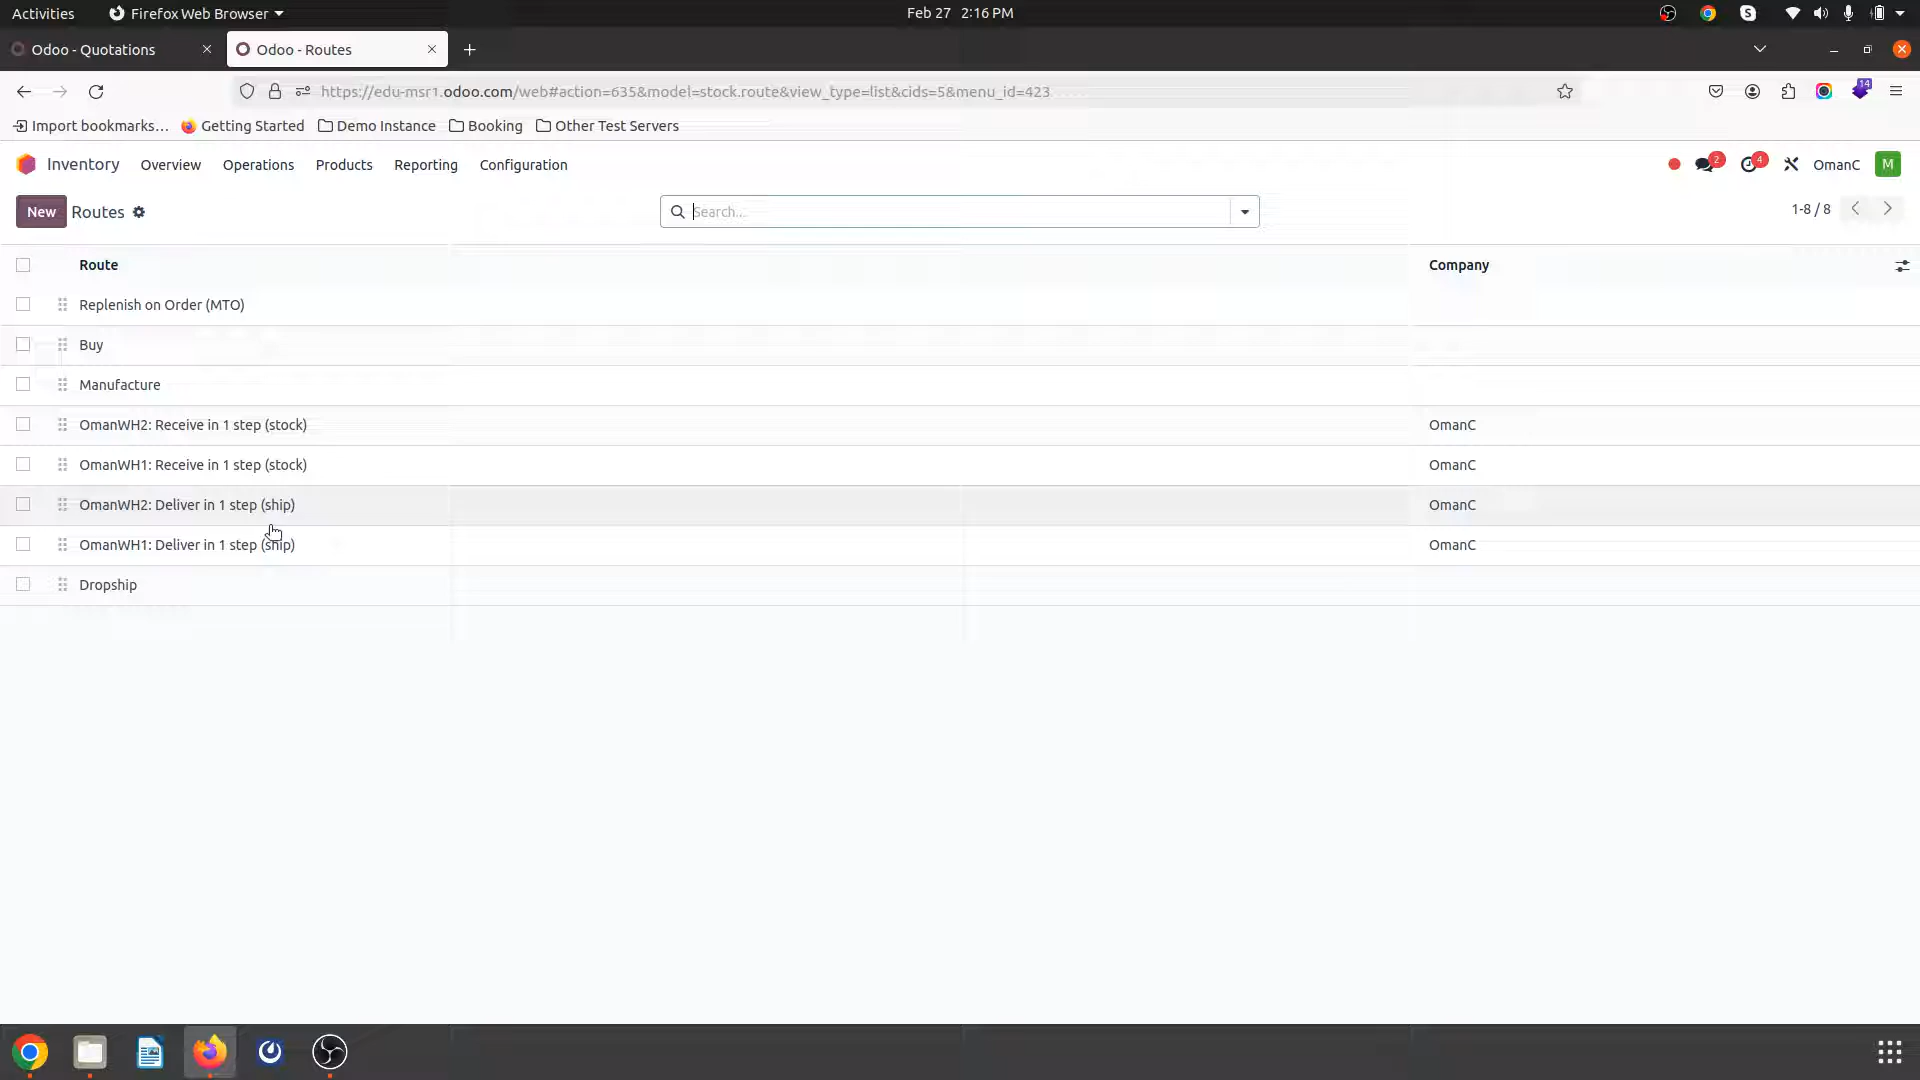 Activities Firefox Web Browser Feb 27 2:16 PM
Odoo - Quotations Odoo - Routes
https://edu-msr1.odoo.com/web#action=635&model=stock.route&view_type=list&cids=5&menu_id=423 14
Import bookmarks... Getting Started Demo Instance Booking Other Test Servers
Inventory Overview Operations Products Reporting Configuration 2 4 OmanC M
New Routes Search... 1-8 / 8
Route Company
Replenish on Order (MTO)
Buy
Manufacture
OmanWH2: Receive in 1 step (stock) OmanC
OmanWH1: Receive in 1 step (stock) OmanC
OmanWH2: Deliver in 1 step (ship) OmanC
OmanWH1: Deliver in 1 step (ship) OmanC
Dropship